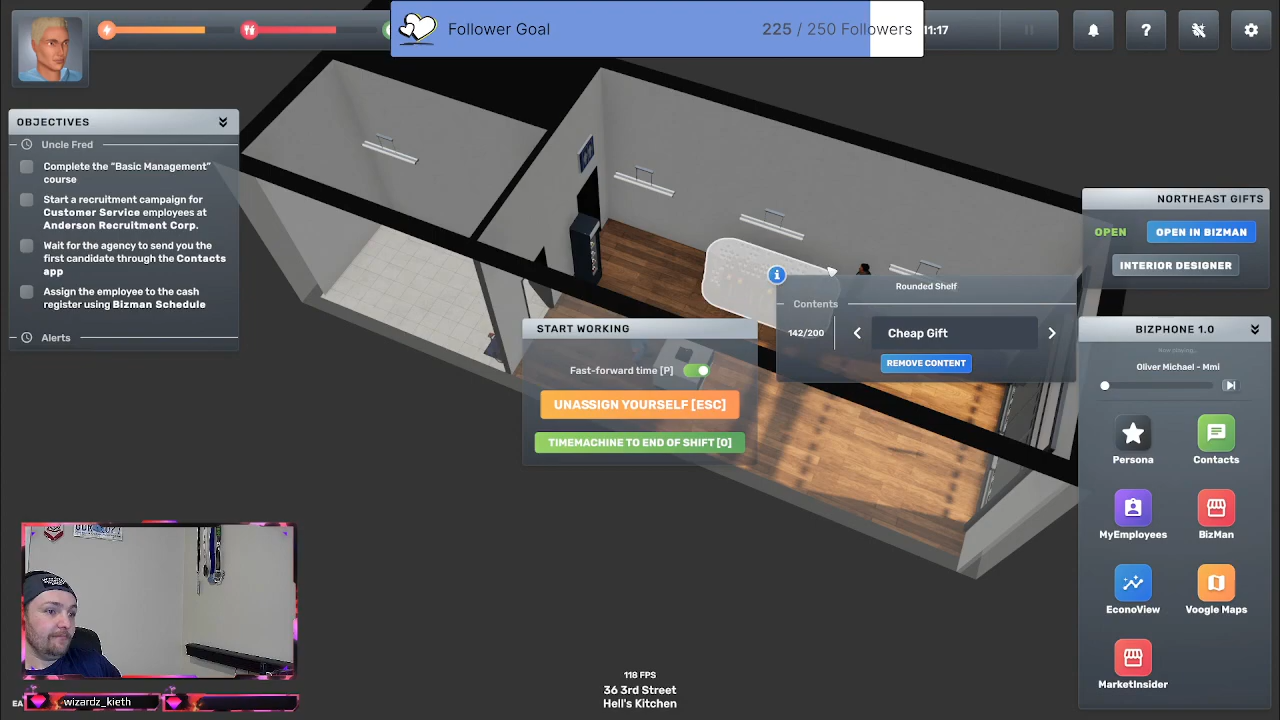 Follower Goal
225 / 250 Followers
11:17
OBJECTIVES
Uncle Fred
Complete the "Basic Management"
course
Start a recruitment campaign for
Customer Service employees at
Anderson Recruitment Corp.
Wait for the agency to send you the
first candidate through the Contacts
app
Assign the employee to the cash
register using Bizman Schedule
Alerts
START WORKING
Fast-forward time [P]
UNASSIGN YOURSELF [ESC]
TIMEMACHINE TO END OF SHIFT [O]
Rounded Shelf
Contents
142/200
Cheap Gift
REMOVE CONTENT
NORTHEAST GIFTS
OPEN
OPEN IN BIZMAN
INTERIOR DESIGNER
BIZPHONE 1.0
Now playing..
Oliver Michael - Mmi
Persona
Contacts
MyEmployees
BizMan
EconoView
Voogle Maps
MarketInsider
118 FPS
36 3rd Street
Hell's Kitchen
EA
wizardz_kieth